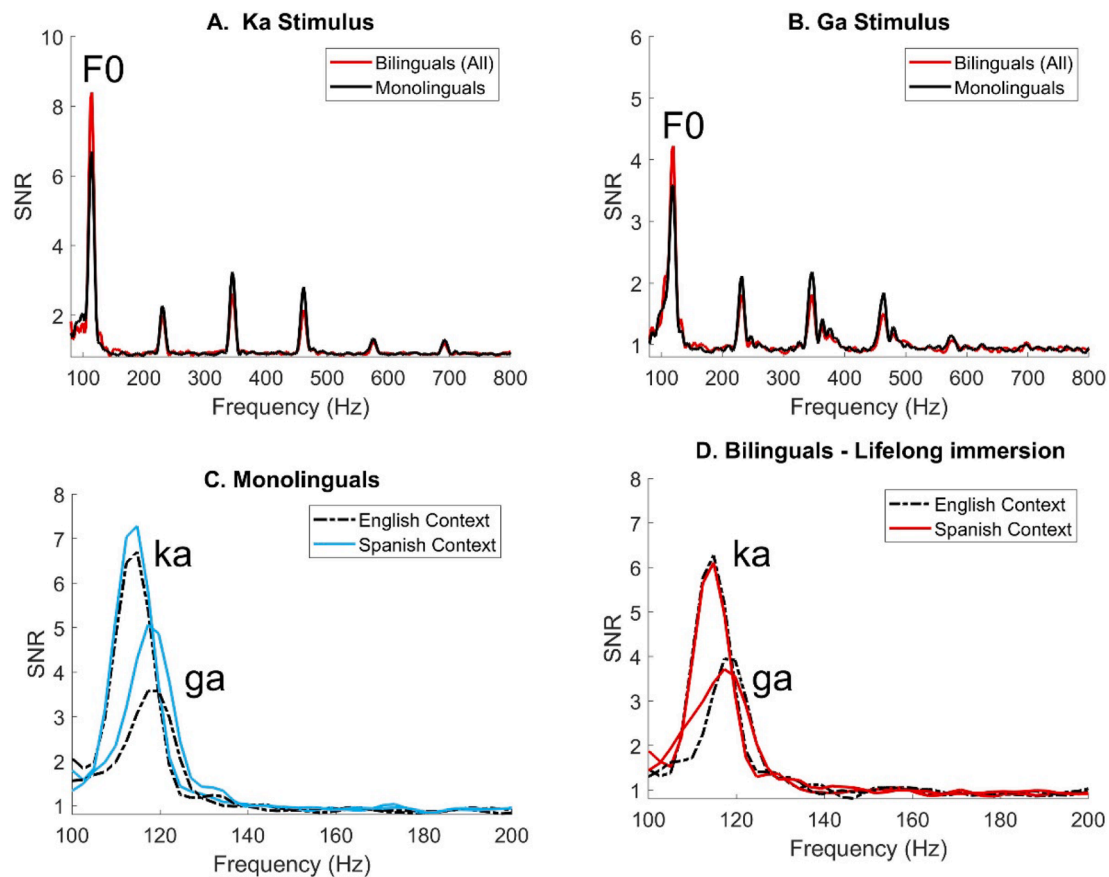 A. Ka Stimulus
10
8
6
4
2
SNR
F0
Bilinguals (All)
Monolinguals
100 200 300 400 500 600 700 800
Frequency (Hz)
B. Ga Stimulus
6
5
4
3
2
1
SNR
F0
Bilinguals (All)
Monolinguals
100 200 300 400 500 600 700 800
Frequency (Hz)
C. Monolinguals
8
7
6
5
4
3
2
1
SNR
English Context
Spanish Context
ka
ga
100 120 140 160 180 200
Frequency (Hz)
D. Bilinguals - Lifelong immersion
8
7
6
5
4
3
2
1
SNR
English Context
Spanish Context
ka
ga
100 120 140 160 180 200
Frequency (Hz)